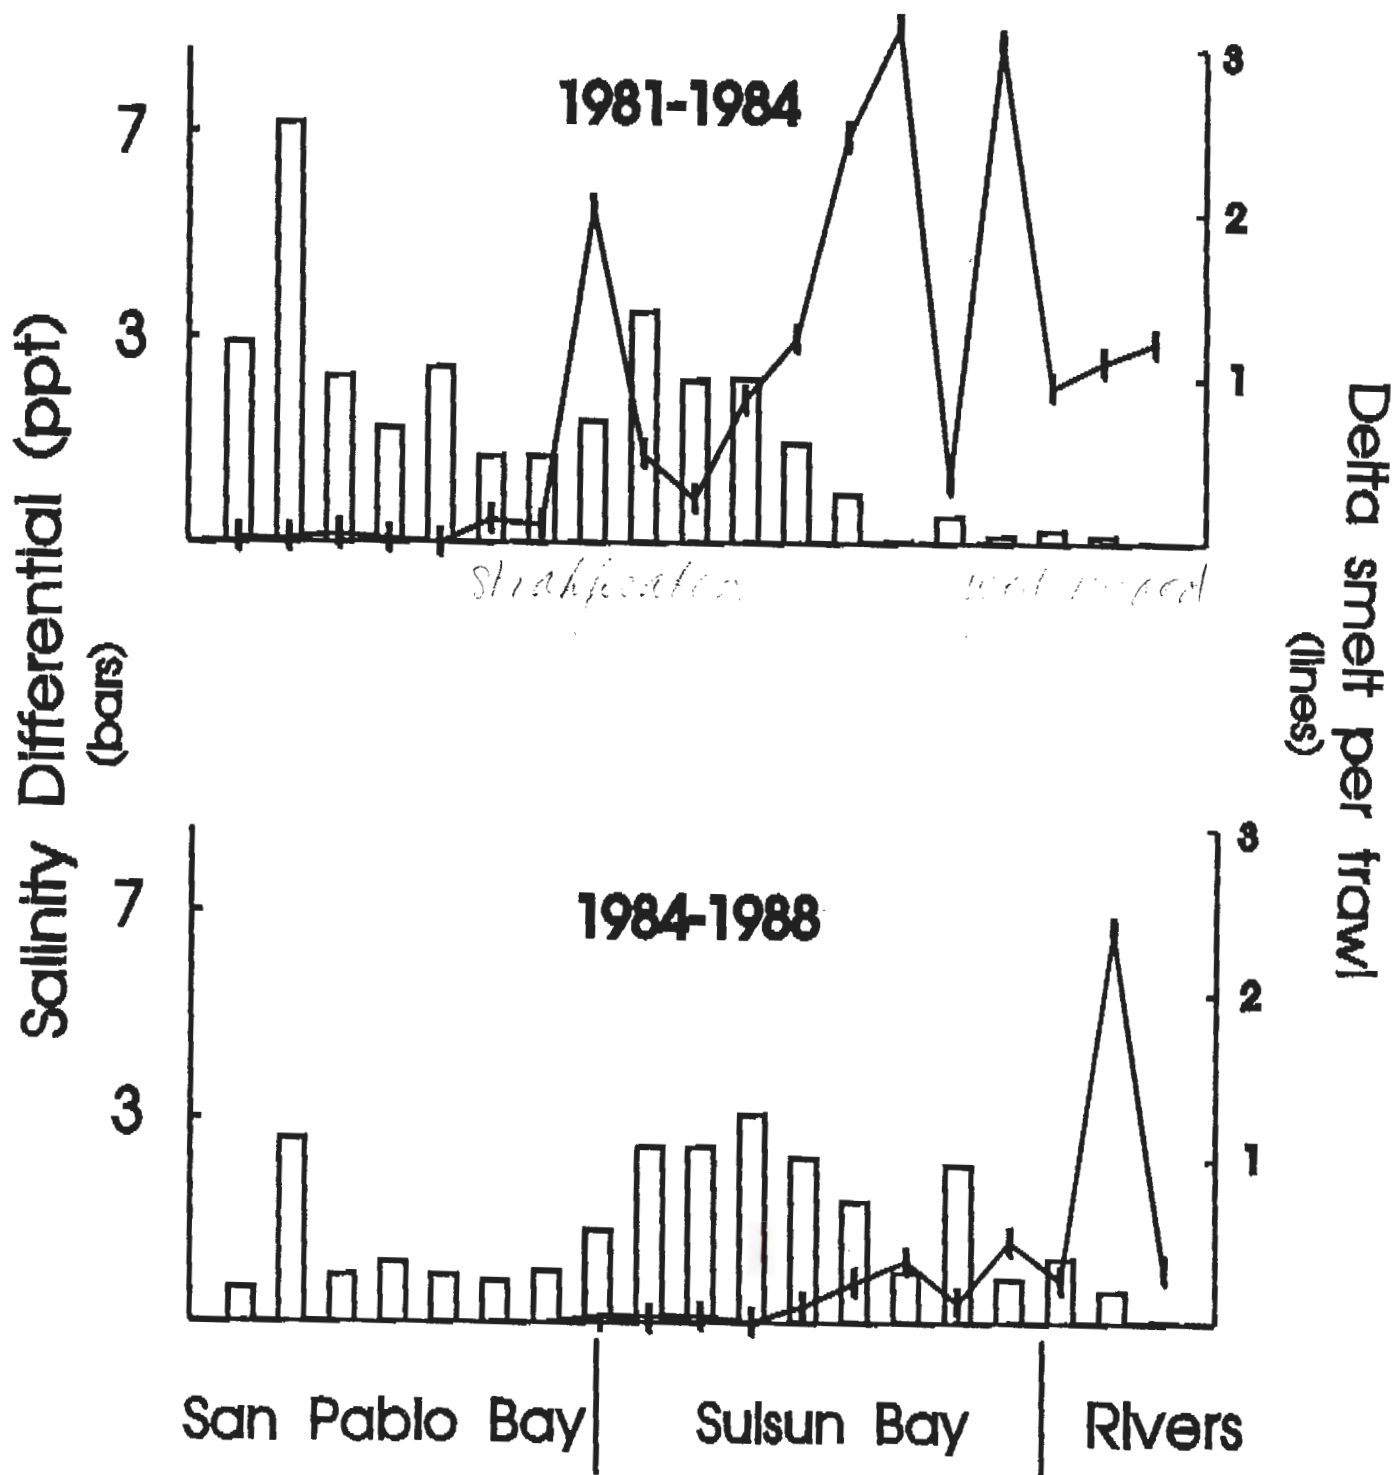 1981-1984
7
3
3
2
1
Salinity Differential (ppt)
(bars)
Delta smelt per trawl
(lines)
stratification
1984-1988
7
3
3
2
1
San Pablo Bay
Suisun Bay
Rivers